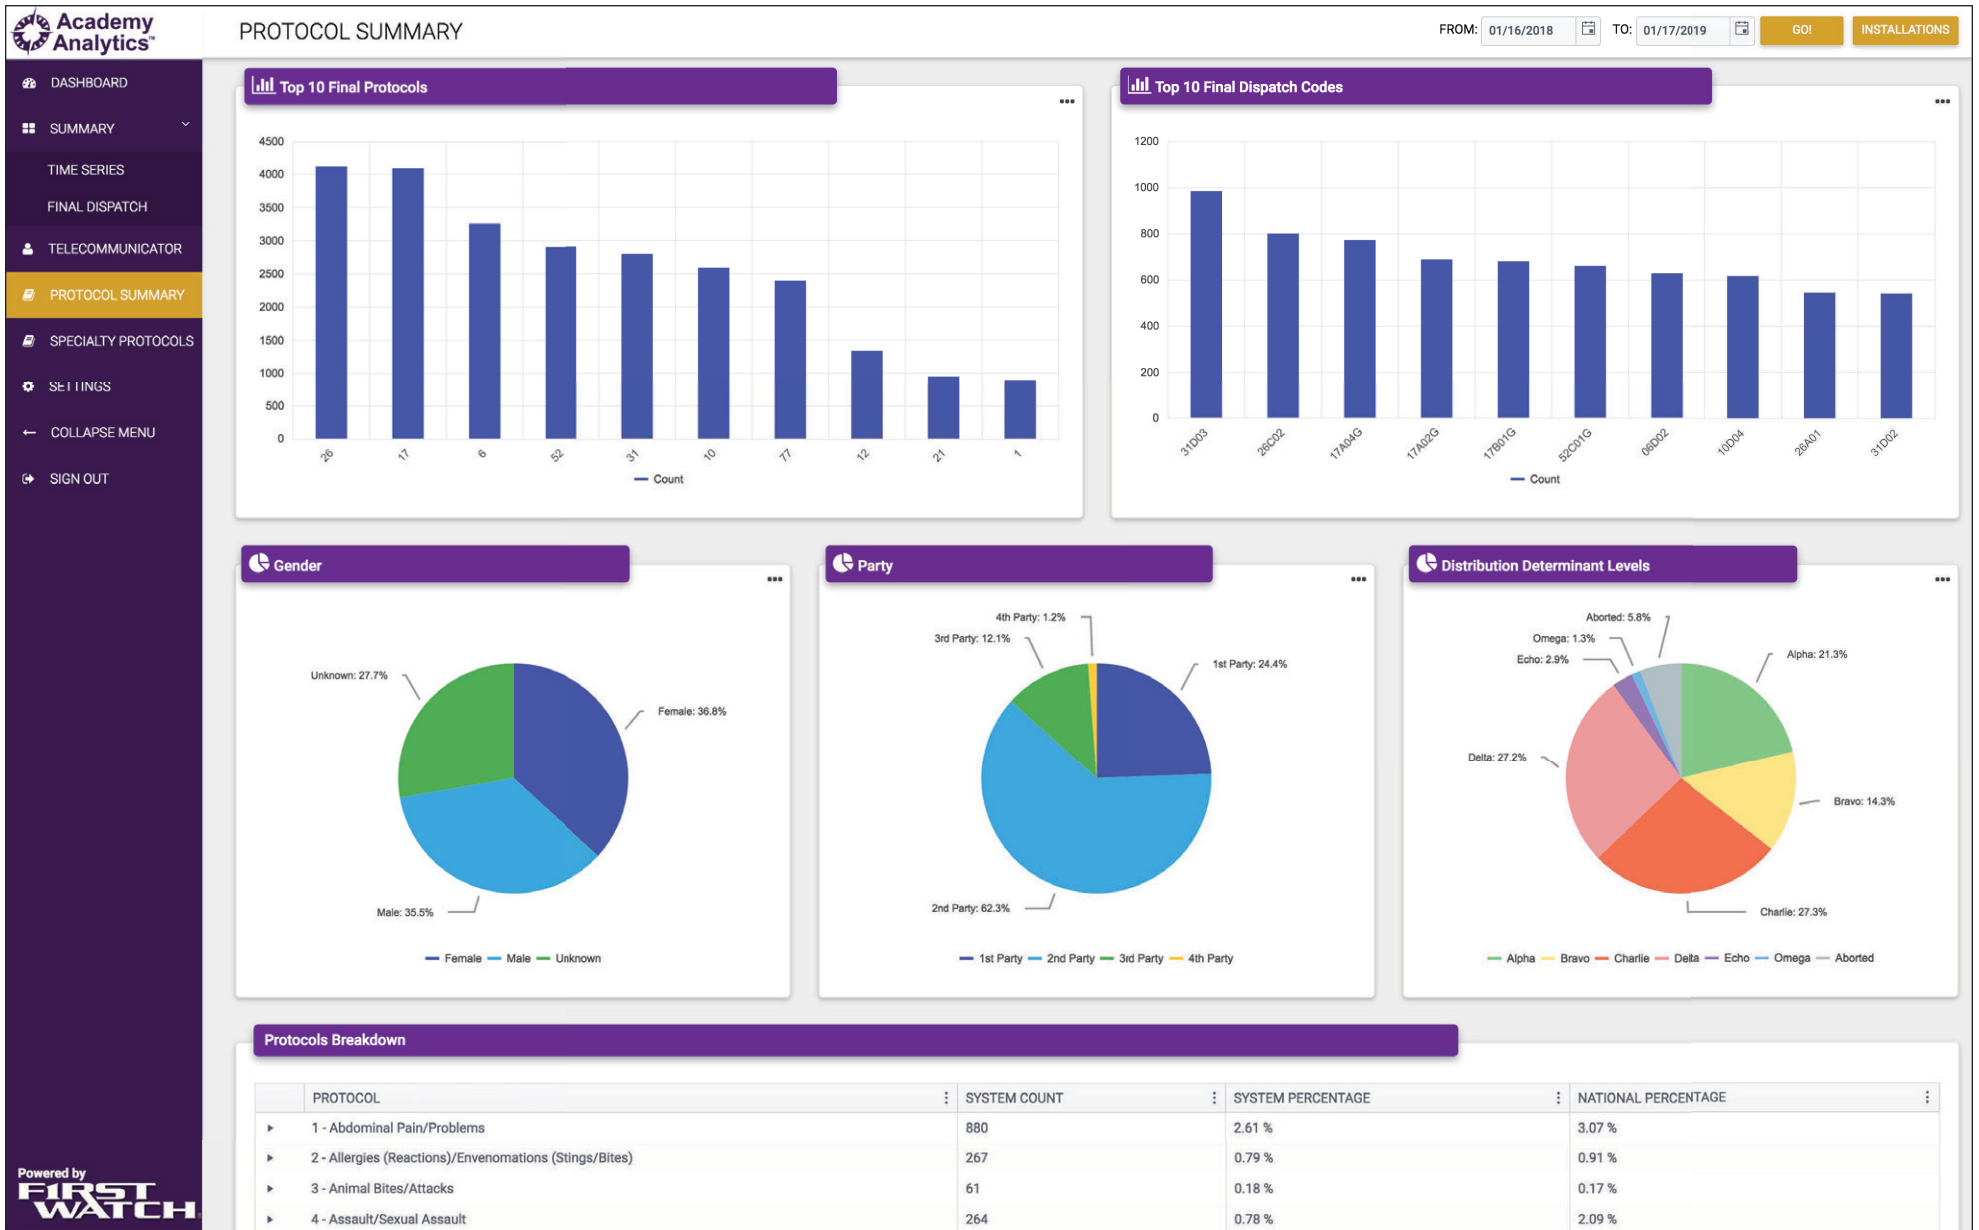 Academy
Analytics™
PROTOCOL SUMMARY
FROM: 01/16/2018 TO: 01/17/2019 GO! INSTALLATIONS
DASHBOARD
SUMMARY
TIME SERIES
FINAL DISPATCH
TELECOMMUNICATOR
PROTOCOL SUMMARY
SPECIALTY PROTOCOLS
SETTINGS
COLLAPSE MENU
SIGN OUT
Powered by
FIRST
WATCH
Top 10 Final Protocols
4500
4000
3500
3000
2500
2000
1500
1000
500
0
26 17 6 52 31 10 77 12 21 1
Count
Top 10 Final Dispatch Codes
1200
1000
800
600
400
200
0
31D03 26C02 17A04G 17A02G 17B01G 52C01G 06D02 10D04 26A01 31D02
Count
Gender
Unknown: 27.7%
Female: 36.8%
Male: 35.5%
Female Male Unknown
Party
4th Party: 1.2%
3rd Party: 12.1%
1st Party: 24.4%
2nd Party: 62.3%
1st Party 2nd Party 3rd Party 4th Party
Distribution Determinant Levels
Aborted: 5.8%
Omega: 1.3%
Echo: 2.9%
Alpha: 21.3%
Delta: 27.2%
Bravo: 14.3%
Charlie: 27.3%
Alpha Bravo Charlie Delta Echo Omega Aborted
Protocols Breakdown
PROTOCOL SYSTEM COUNT SYSTEM PERCENTAGE NATIONAL PERCENTAGE
1 - Abdominal Pain/Problems 880 2.61 % 3.07 %
2 - Allergies (Reactions)/Envenomations (Stings/Bites) 267 0.79 % 0.91 %
3 - Animal Bites/Attacks 61 0.18 % 0.17 %
4 - Assault/Sexual Assault 264 0.78 % 2.09 %